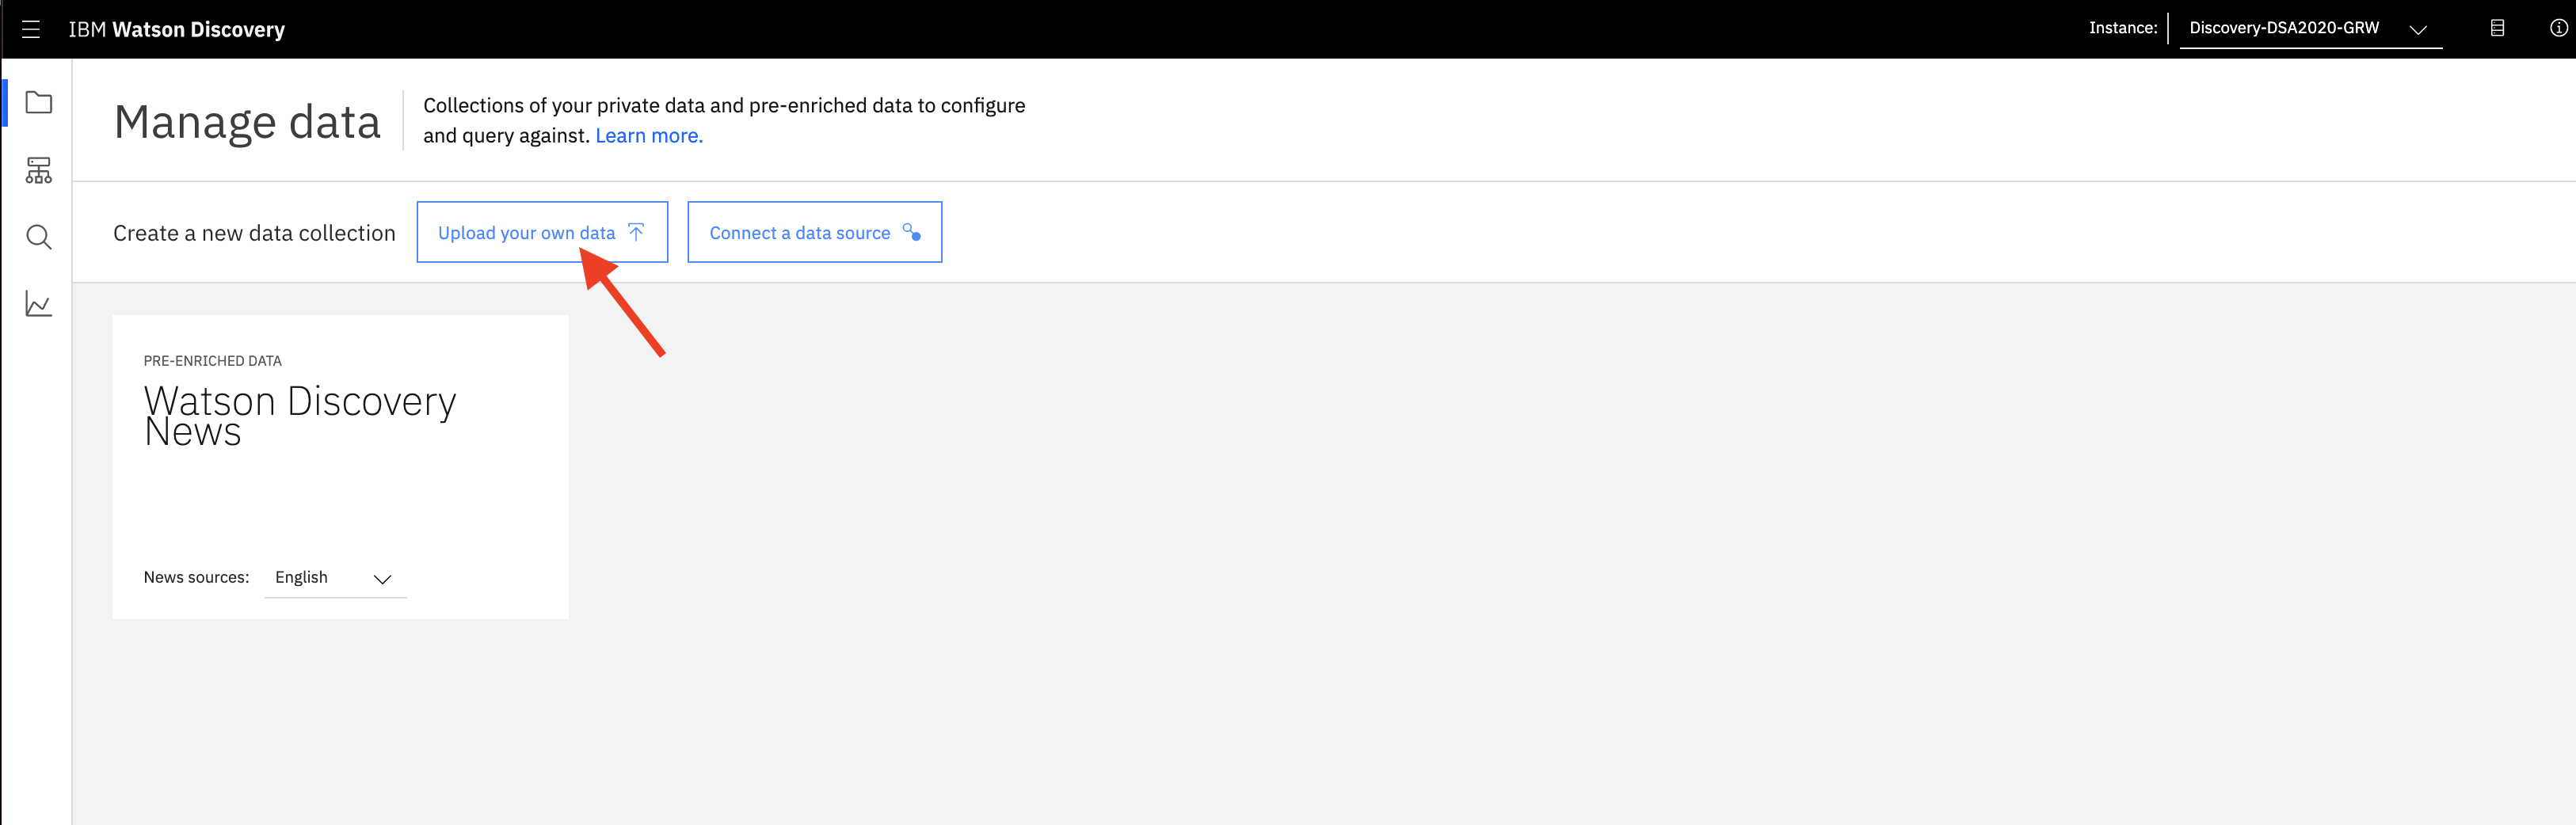 IBM Watson Discovery
Instance:
Discovery-DSA2020-GRW
Manage data
Collections of your private data and pre-enriched data to configure
and query against. Learn more.
Create a new data collection
Upload your own data
Connect a data source
PRE-ENRICHED DATA
Watson Discovery
News
News sources:
English